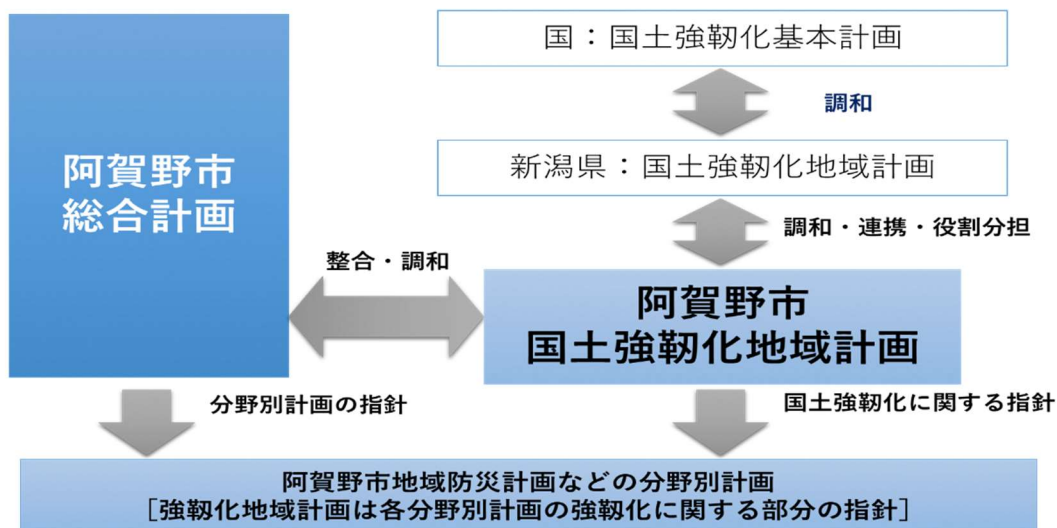 国：国土強靱化基本計画
調和
新潟県：国土強靱化地域計画
調和・連携・役割分担
阿賀野市
総合計画
整合・調和
阿賀野市
国土強靱化地域計画
分野別計画の指針
国土強靱化に関する指針
阿賀野市地域防災計画などの分野別計画
［強靱化地域計画は各分野別計画の強靱化に関する部分の指針］